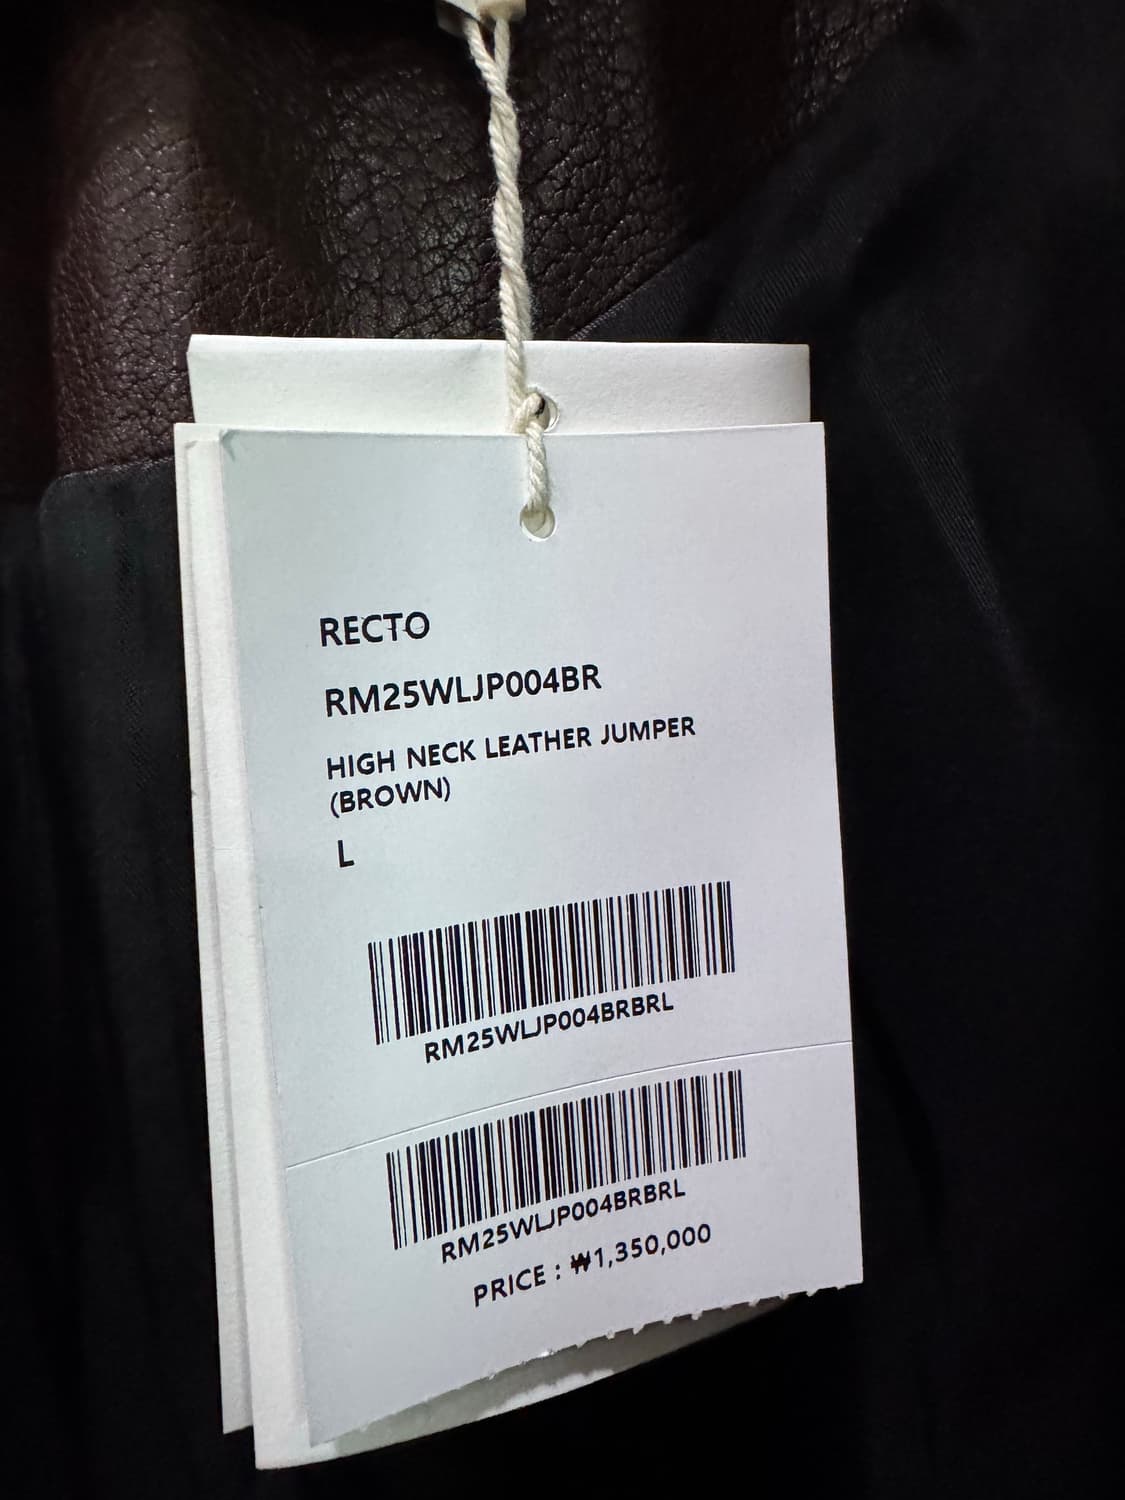 RECTO
RM25WLJP004BR
HIGH NECK LEATHER JUMPER
(BROWN)
L
RM25WLJP004BRBRL
RM25WLJP004BRBRL
PRICE : ₩1,350,000